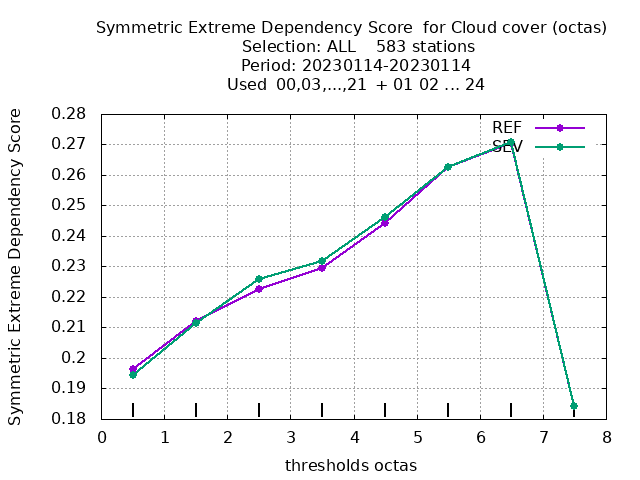 Symmetric Extreme Dependency Score  for Cloud cover (octas)
Selection: ALL    583 stations
Period: 20230114-20230114
Used  00,03,...,21  + 01 02 ... 24
Symmetric Extreme Dependency Score
0.28
0.27
0.26
0.25
0.24
0.23
0.22
0.21
0.2
0.19
0.18
REF
SEV
0 1 2 3 4 5 6 7 8
thresholds octas